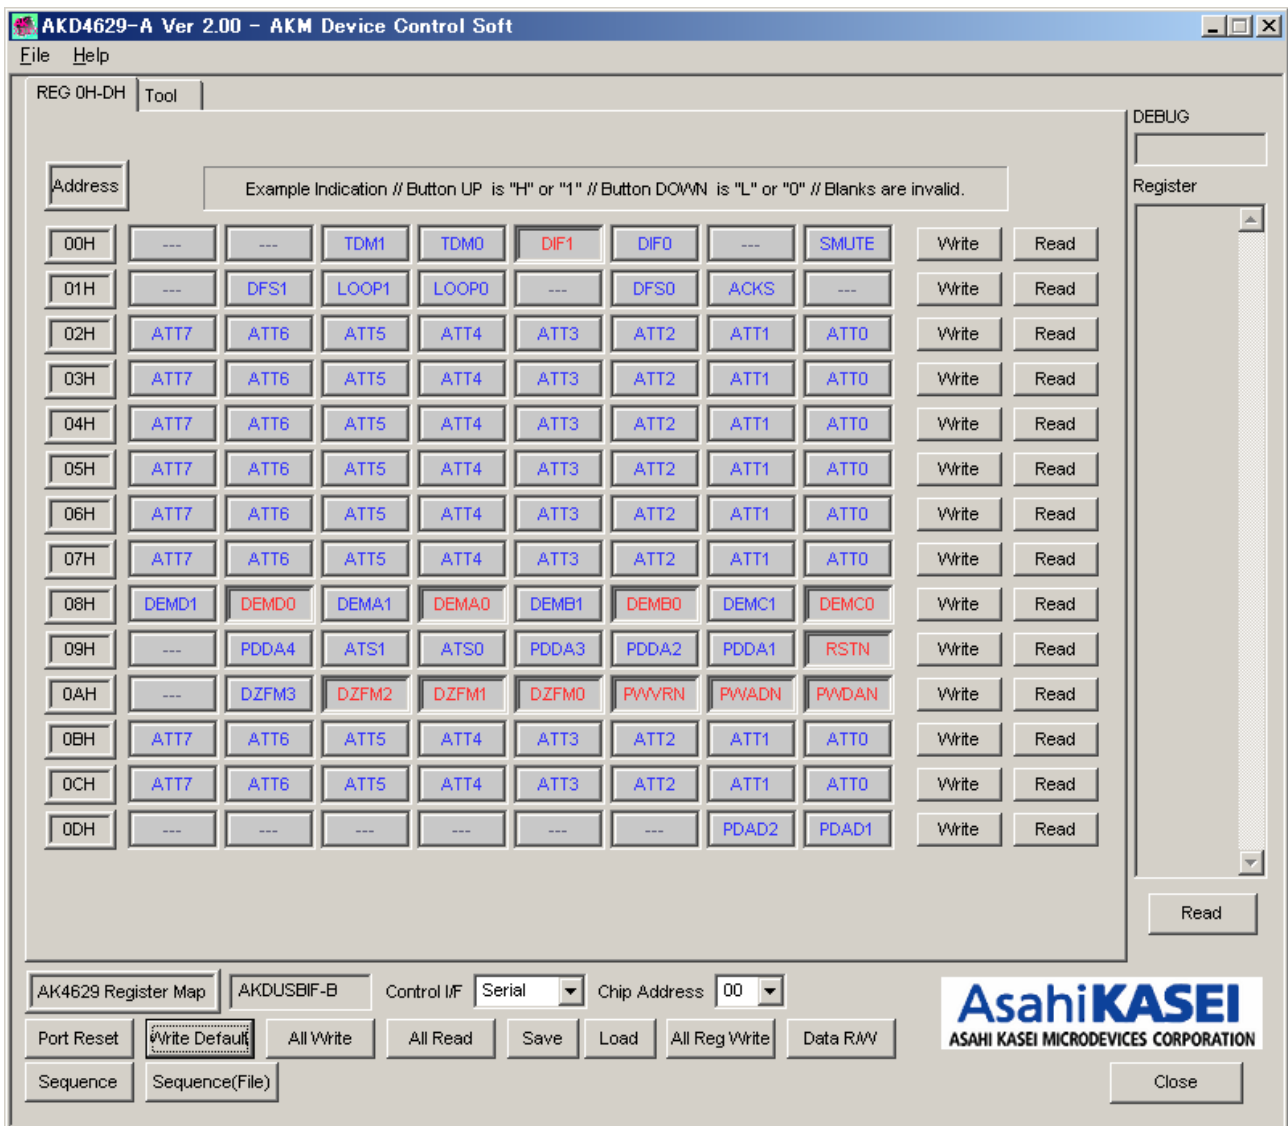 AKD4629-A Ver 2.00 - AKM Device Control Soft
File Help
REG 0H-DH Tool
DEBUG
Address Example Indication // Button UP is "H" or "1" // Button DOWN is "L" or "0" // Blanks are invalid.
Register
00H --- --- TDM1 TDM0 DIF1 DIF0 --- SMUTE Write Read
01H --- DFS1 LOOP1 LOOP0 --- DFS0 ACKS --- Write Read
02H ATT7 ATT6 ATT5 ATT4 ATT3 ATT2 ATT1 ATT0 Write Read
03H ATT7 ATT6 ATT5 ATT4 ATT3 ATT2 ATT1 ATT0 Write Read
04H ATT7 ATT6 ATT5 ATT4 ATT3 ATT2 ATT1 ATT0 Write Read
05H ATT7 ATT6 ATT5 ATT4 ATT3 ATT2 ATT1 ATT0 Write Read
06H ATT7 ATT6 ATT5 ATT4 ATT3 ATT2 ATT1 ATT0 Write Read
07H ATT7 ATT6 ATT5 ATT4 ATT3 ATT2 ATT1 ATT0 Write Read
08H DEMD1 DEMD0 DEMA1 DEMA0 DEMB1 DEMB0 DEMC1 DEMC0 Write Read
09H --- PDDA4 ATS1 ATS0 PDDA3 PDDA2 PDDA1 RSTN Write Read
0AH --- DZFM3 DZFM2 DZFM1 DZFM0 PWVRN PWADN PWDAN Write Read
0BH ATT7 ATT6 ATT5 ATT4 ATT3 ATT2 ATT1 ATT0 Write Read
0CH ATT7 ATT6 ATT5 ATT4 ATT3 ATT2 ATT1 ATT0 Write Read
0DH --- --- --- --- --- --- PDAD2 PDAD1 Write Read
Read
AK4629 Register Map AKDUSBIF-B Control I/F Serial Chip Address 00
AsahiKASEI
ASAHI KASEI MICRODEVICES CORPORATION
Port Reset Write Default All Write All Read Save Load All Reg Write Data R/W
Sequence Sequence(File) Close